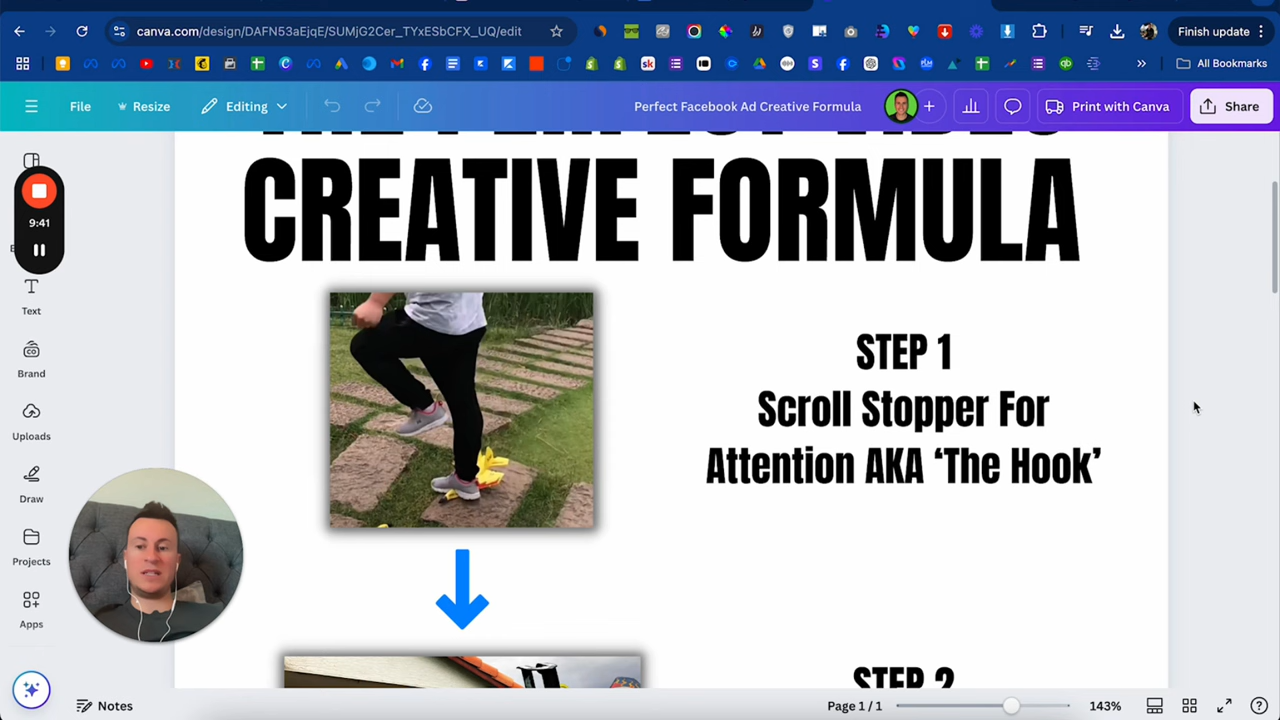 canva.com/design/DAFN53aEjqE/SUMjG2Cer_TYxESbCFX_UQ/edit
Finish update
All Bookmarks
File
Resize
Editing
Perfect Facebook Ad Creative Formula
Print with Canva
Share
CREATIVE FORMULA
9:41
Text
Brand
Uploads
Draw
Projects
Apps
STEP 1
Scroll Stopper For
Attention AKA ‘The Hook’
STEP 2
Notes
Page 1 / 1
143%